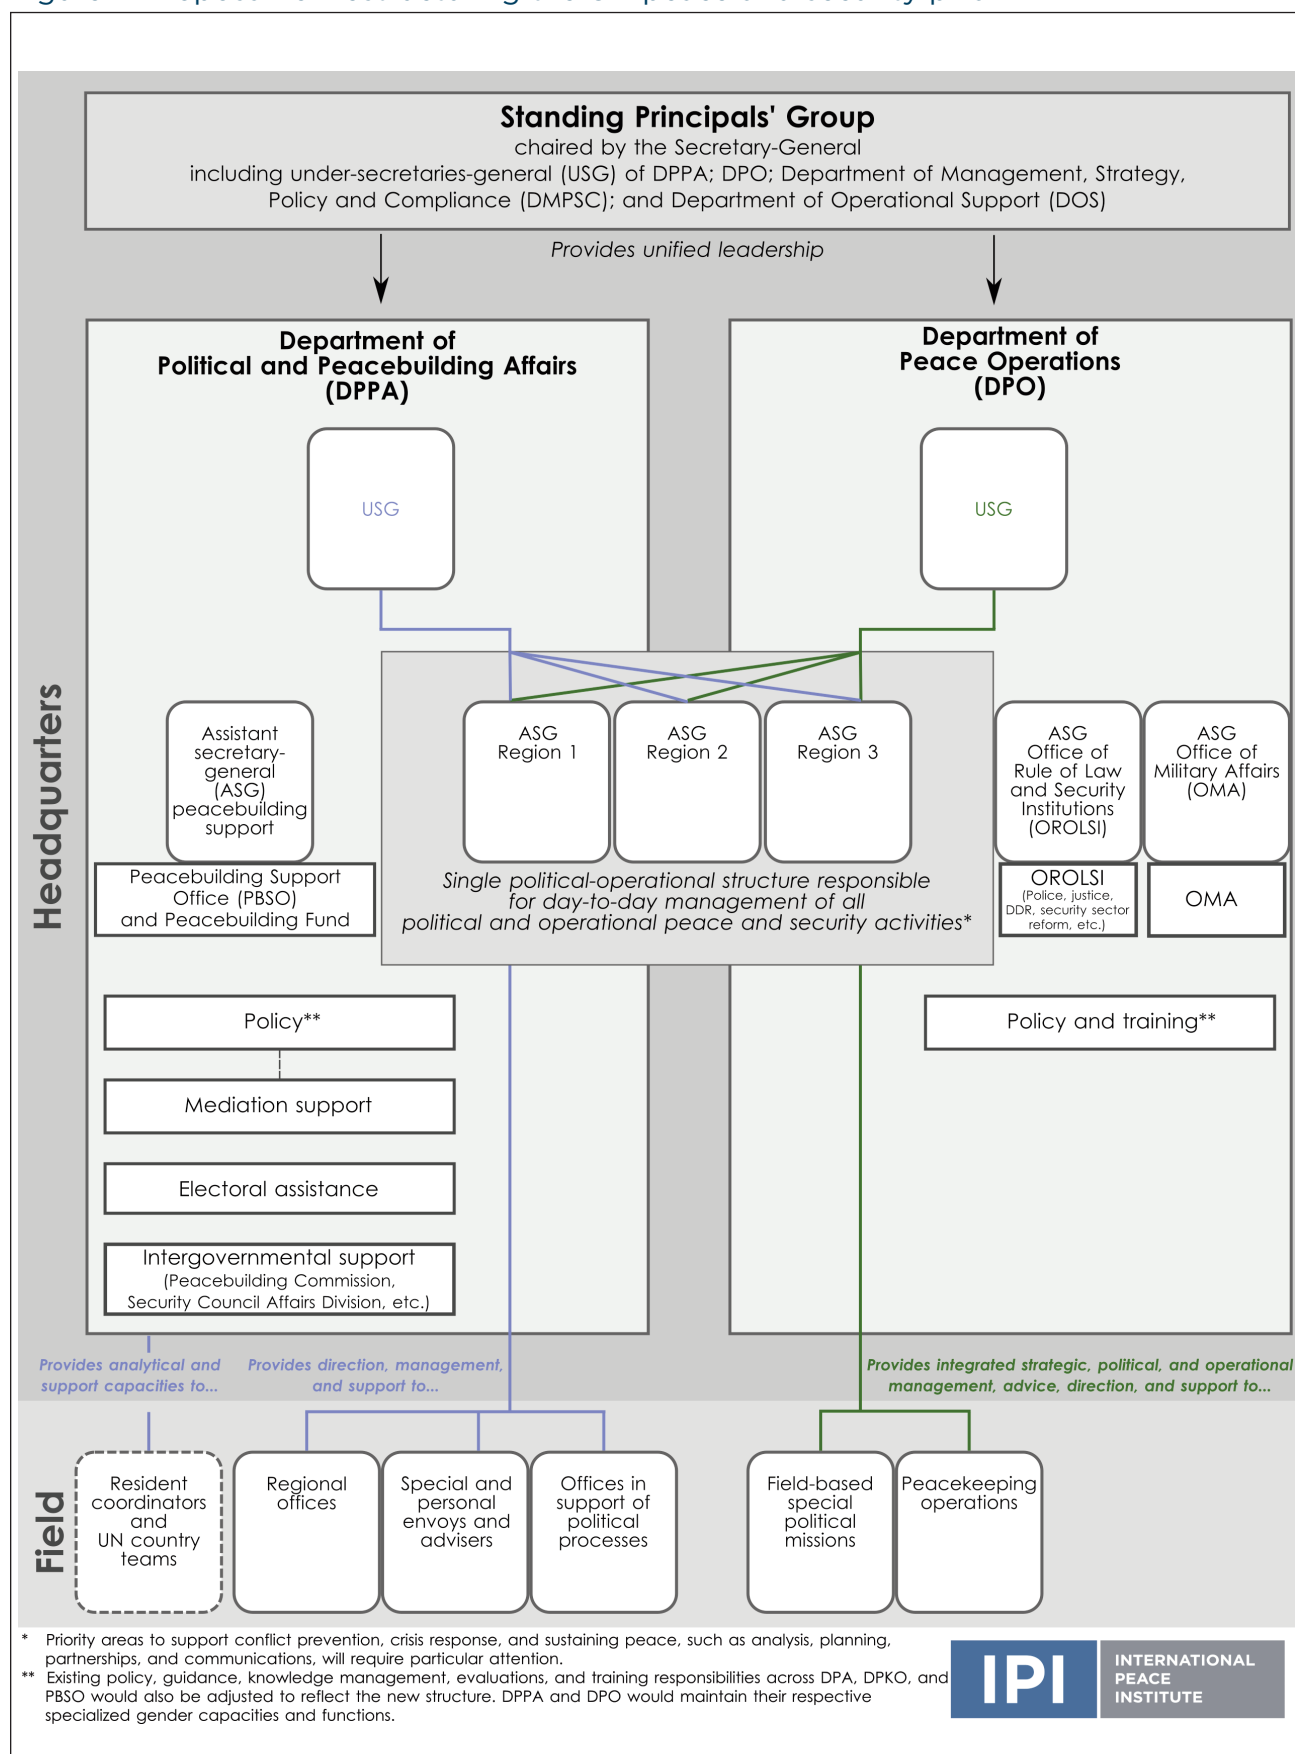 Standing Principals' Group
chaired by the Secretary-General
including under-secretaries-general (USG) of DPPA; DPO; Department of Management, Strategy,
Policy and Compliance (DMPSC); and Department of Operational Support (DOS)
Provides unified leadership
Department of
Political and Peacebuilding Affairs
(DPPA)
USG
Department of
Peace Operations
(DPO)
USG
Headquarters
Assistant
secretary-
general
(ASG)
peacebuilding
support
Peacebuilding Support
Office (PBSO)
and Peacebuilding Fund
ASG
Region 1
ASG
Region 2
ASG
Region 3
Single political-operational structure responsible
for day-to-day management of all
political and operational peace and security activities*
ASG
Office of
Rule of Law
and Security
Institutions
(OROLSI)
ASG
Office of
Military Affairs
(OMA)
OROLSI
(Police, justice,
DDR, security sector
reform, etc.)
OMA
Policy**
Mediation support
Electoral assistance
Intergovernmental support
(Peacebuilding Commission,
Security Council Affairs Division, etc.)
Policy and training**
Provides analytical and
support capacities to...
Provides direction, management,
and support to...
Provides integrated strategic, political, and operational
management, advice, direction, and support to...
Field
Resident
coordinators
and
UN country
teams
Regional
offices
Special and
personal
envoys and
advisers
Offices in
support of
political
processes
Field-based
special
political
missions
Peacekeeping
operations
* Priority areas to support conflict prevention, crisis response, and sustaining peace, such as analysis, planning,
partnerships, and communications, will require particular attention.
** Existing policy, guidance, knowledge management, evaluations, and training responsibilities across DPA, DPKO, and
PBSO would also be adjusted to reflect the new structure. DPPA and DPO would maintain their respective
specialized gender capacities and functions.
IPI
INTERNATIONAL
PEACE
INSTITUTE